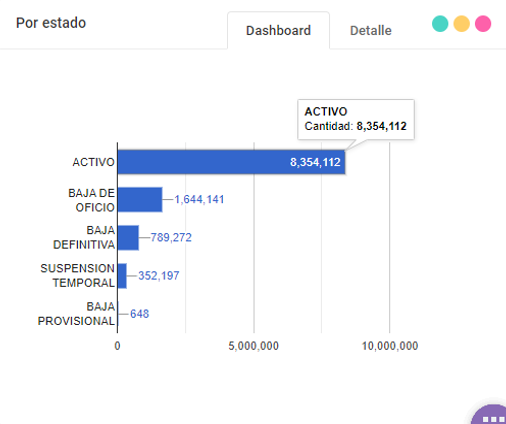 Por estado
Dashboard
Detalle
ACTIVO
Cantidad: 8,354,112
ACTIVO
8,354,112
BAJA DE
OFICIO
1,644,141
BAJA
DEFINITIVA
789,272
SUSPENSION
TEMPORAL
352,197
BAJA
PROVISIONAL
648
0
5,000,000
10,000,000